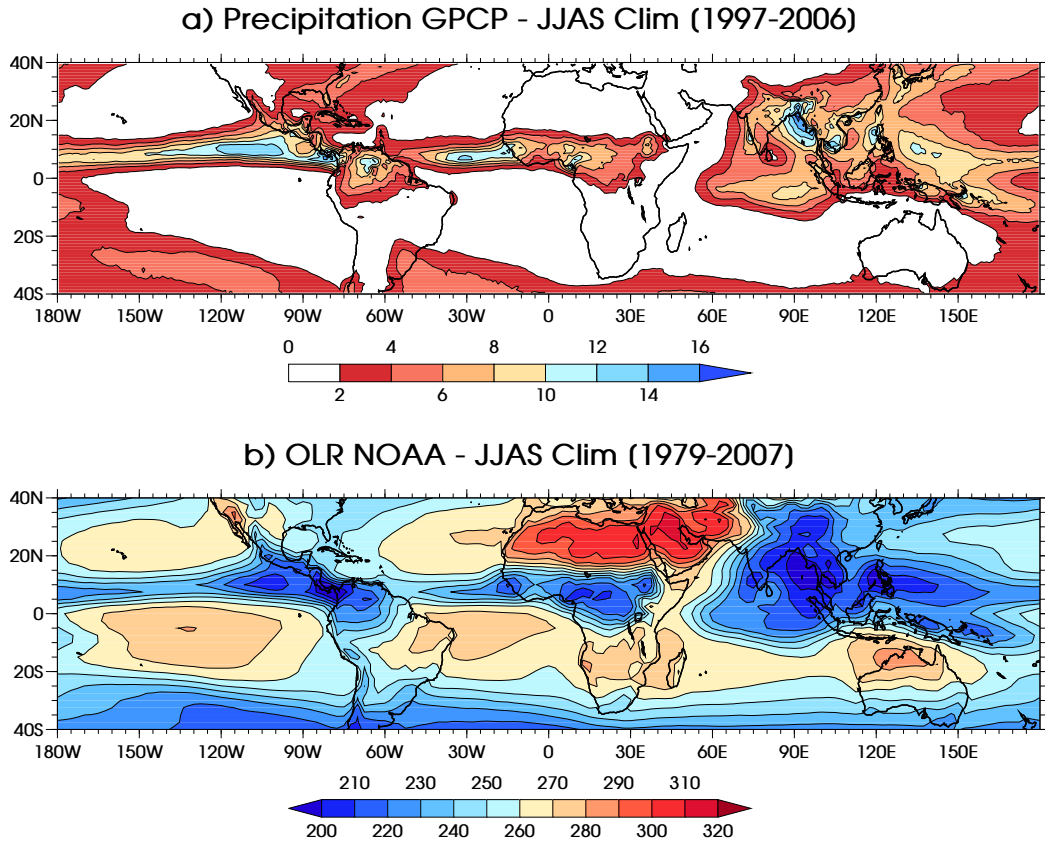 a) Precipitation GPCP - JJAS Clim (1997-2006)
40N
20N
0
20S
40S
180W 150W 120W 90W 60W 30W 0 30E 60E 90E 120E 150E
0 4 8 12 16
2 6 10 14
b) OLR NOAA - JJAS Clim (1979-2007)
40N
20N
0
20S
40S
180W 150W 120W 90W 60W 30W 0 30E 60E 90E 120E 150E
210 230 250 270 290 310
200 220 240 260 280 300 320